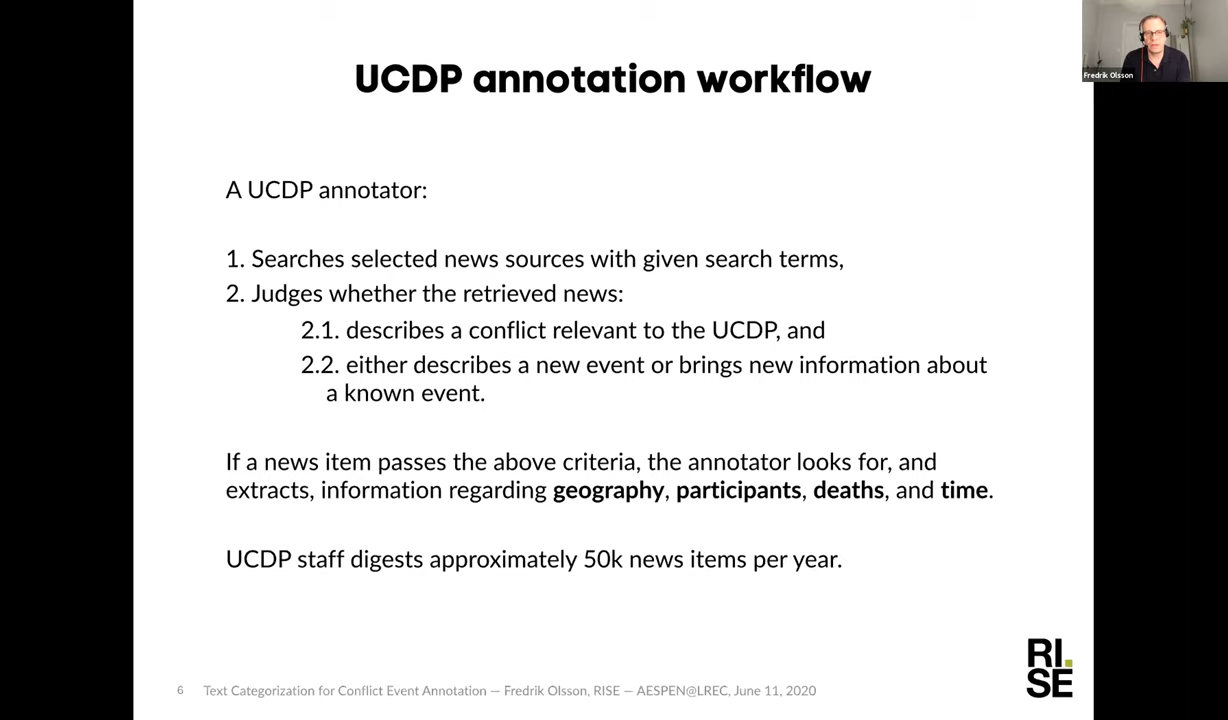 UCDP annotation workflow
Fredrik Olsson
A UCDP annotator:
1. Searches selected news sources with given search terms,
2. Judges whether the retrieved news:
2.1. describes a conflict relevant to the UCDP, and
2.2. either describes a new event or brings new information about
a known event.
If a news item passes the above criteria, the annotator looks for, and
extracts, information regarding geography, participants, deaths, and time.
UCDP staff digests approximately 50k news items per year.
RI.
SE
6 Text Categorization for Conflict Event Annotation — Fredrik Olsson, RISE — AESPEN@LREC, June 11, 2020